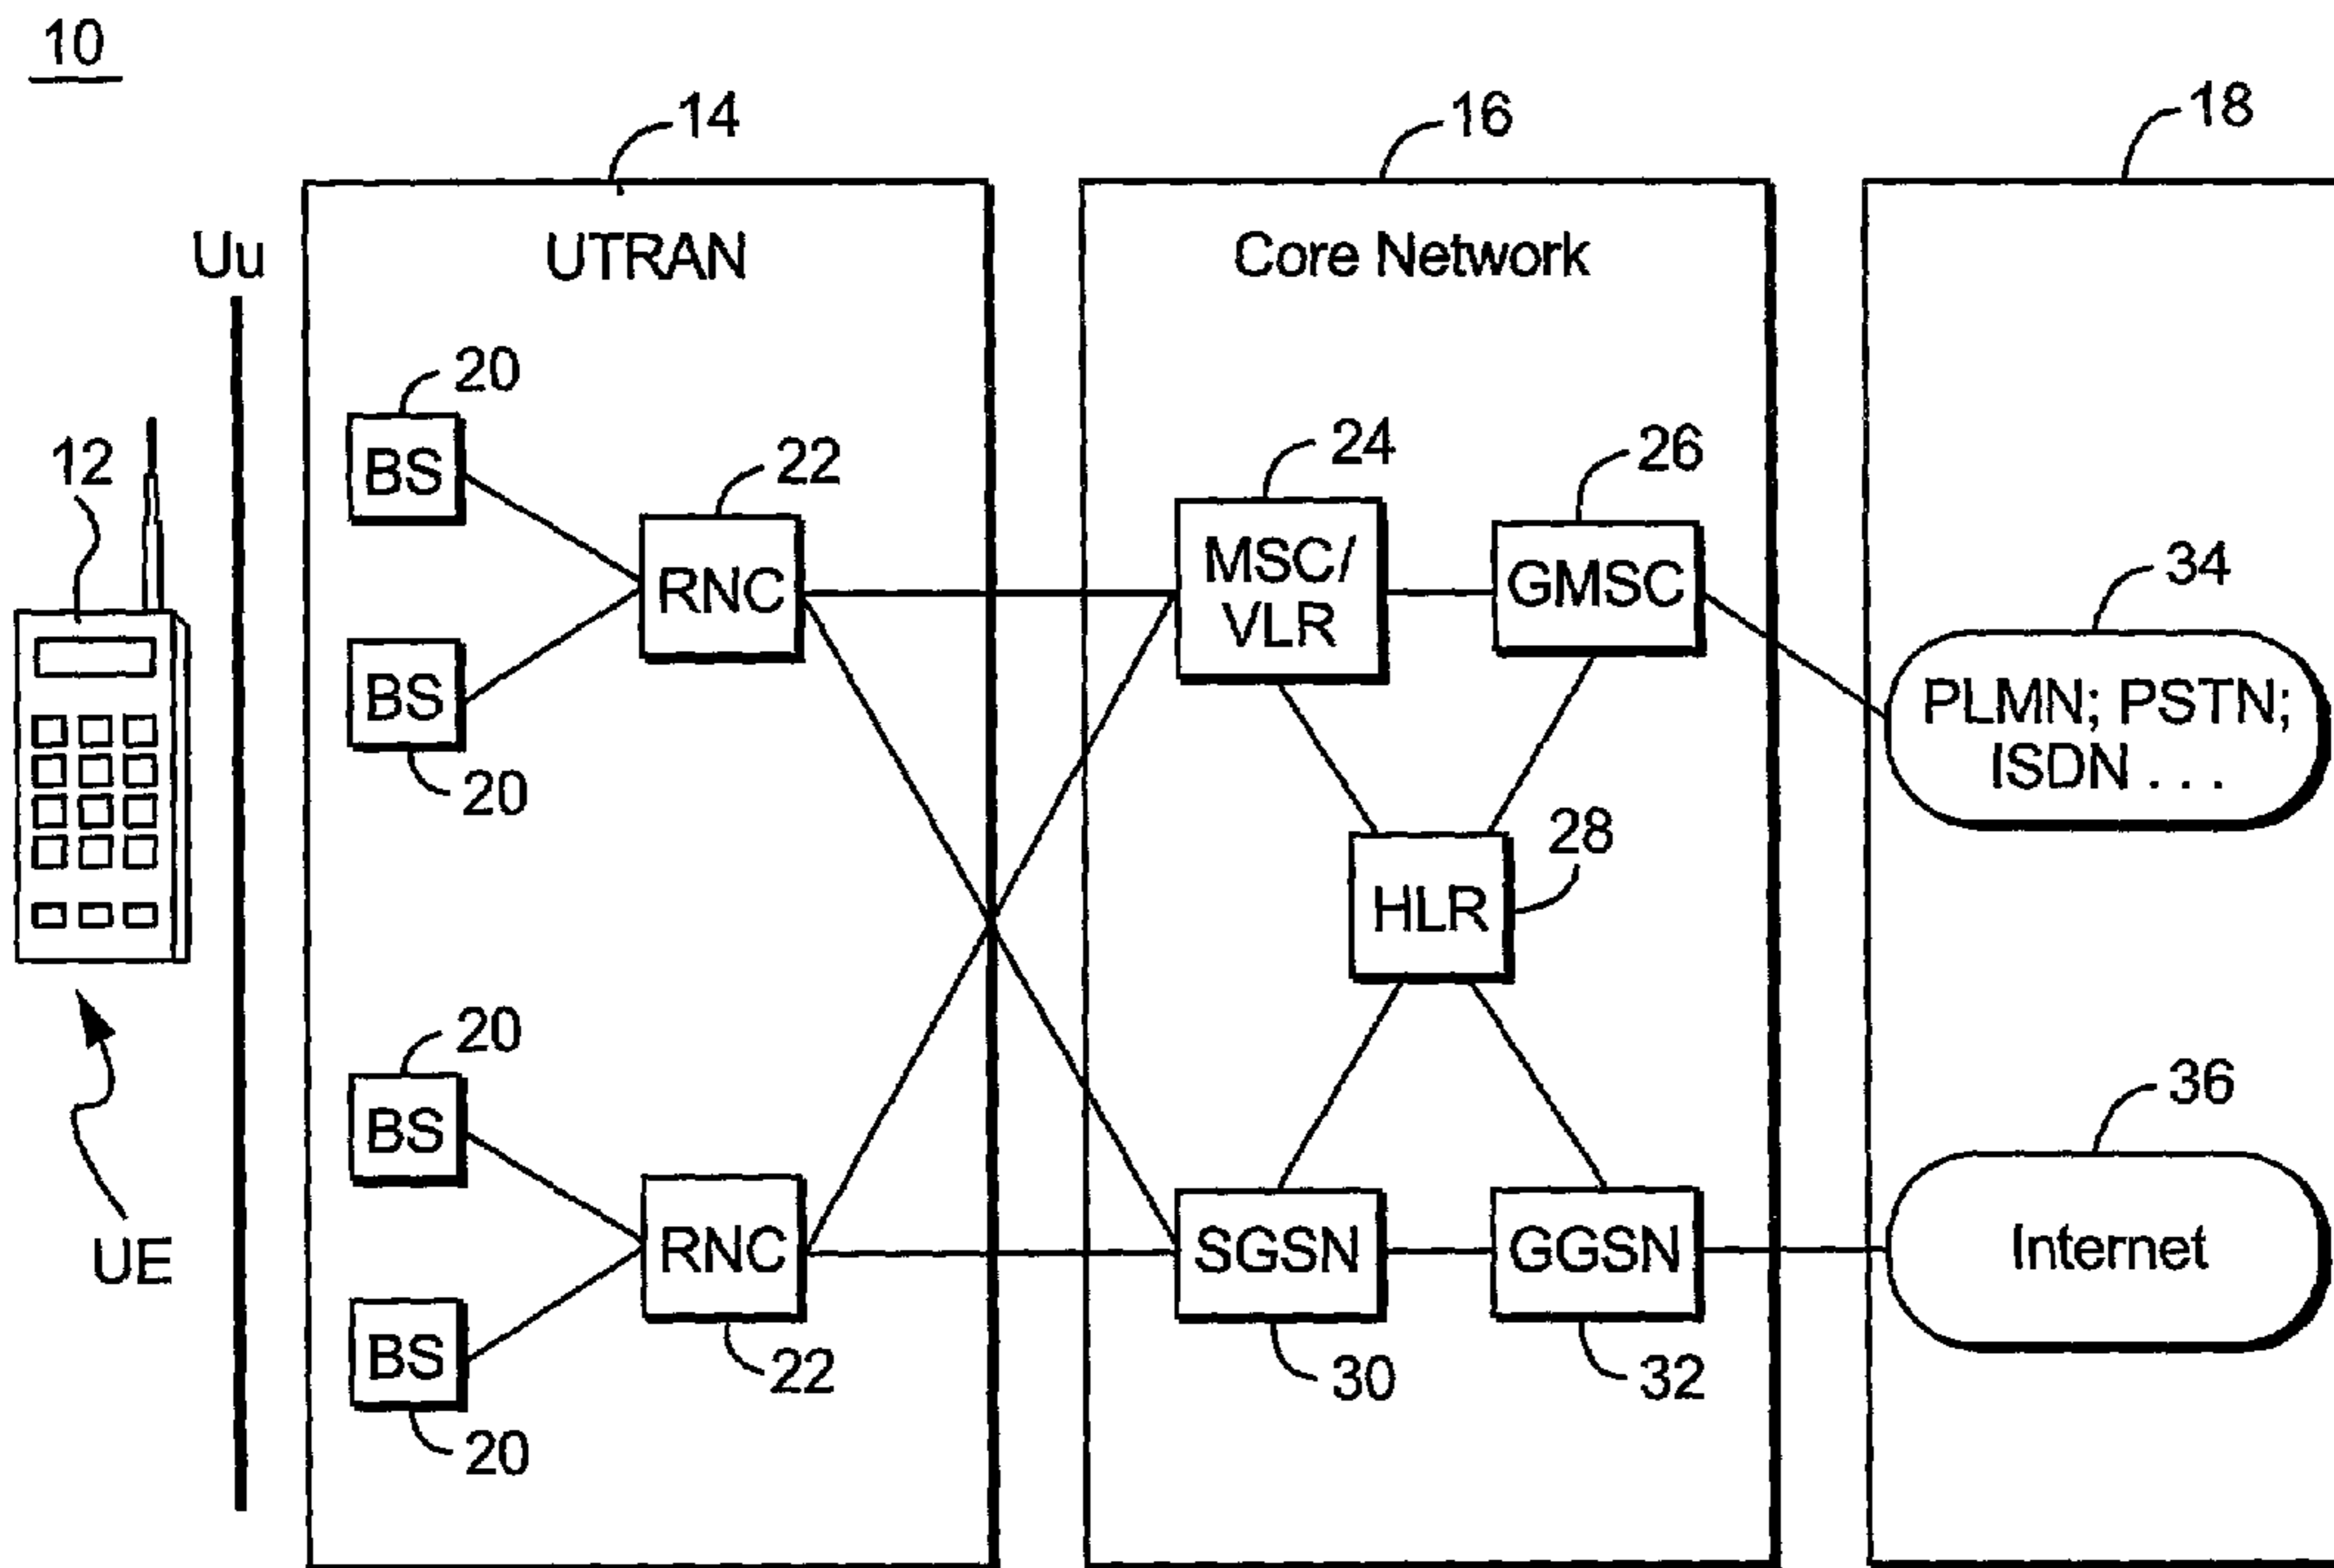 10
14
16
18
Uu
UTRAN
Core Network
20
BS
12
22
RNC
24
MSC/
VLR
26
GMSC
34
PLMN; PSTN;
ISDN . . .
BS
20
28
HLR
20
BS
UE
RNC
22
BS
20
SGSN
30
GGSN
32
36
Internet